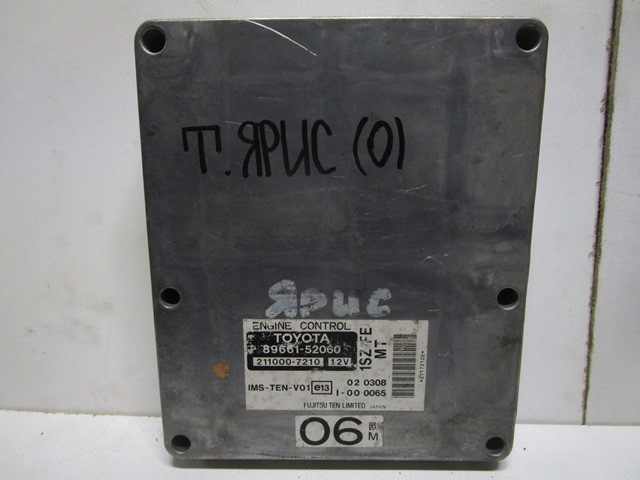 Т.ЯРИС (0)
Ярис
ENGINE CONTROL
TOYOTA
89661-52060
211000-7210 12V
1SZ-FE
MT
IMS-TEN-V01 e13 02 0308
I-00 0065
FUJITSU TEN LIMITED JAPAN
06 M